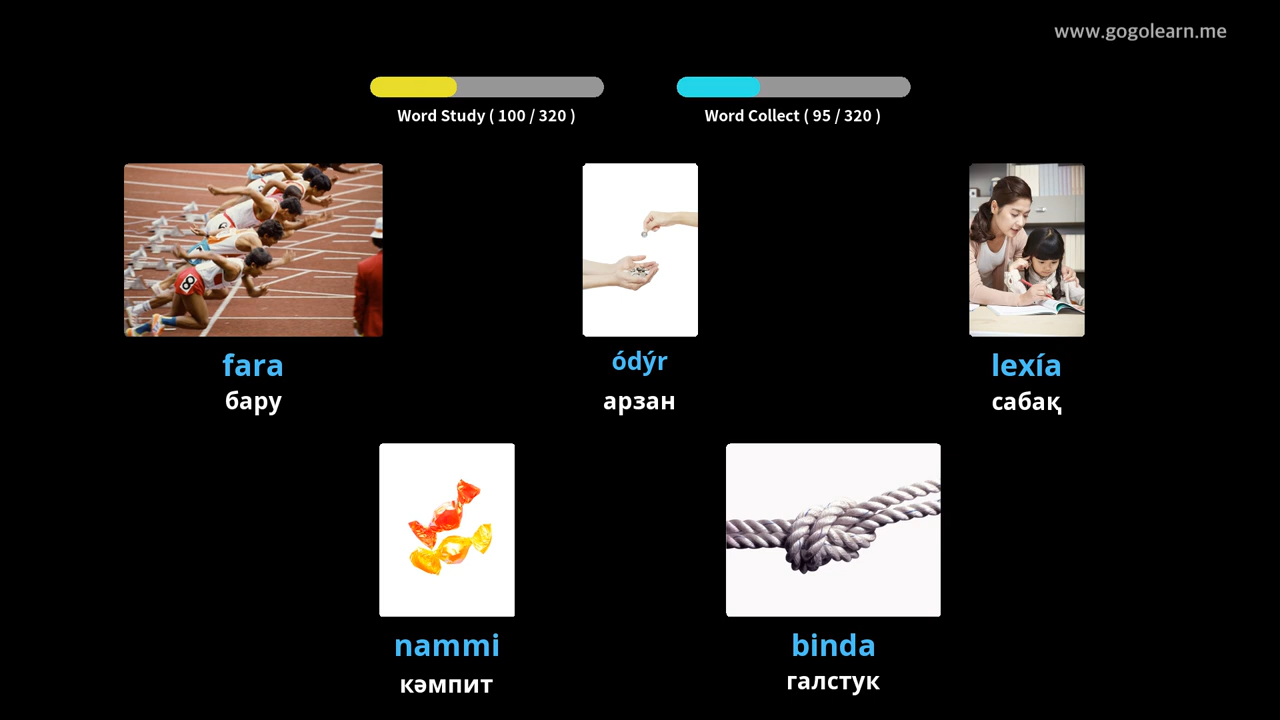 www.gogolearn.me
Word Study ( 100 / 320 )
Word Collect ( 95 / 320 )
fara
бару
ódýr
арзан
lexía
сабақ
nammi
кәмпит
binda
галстук